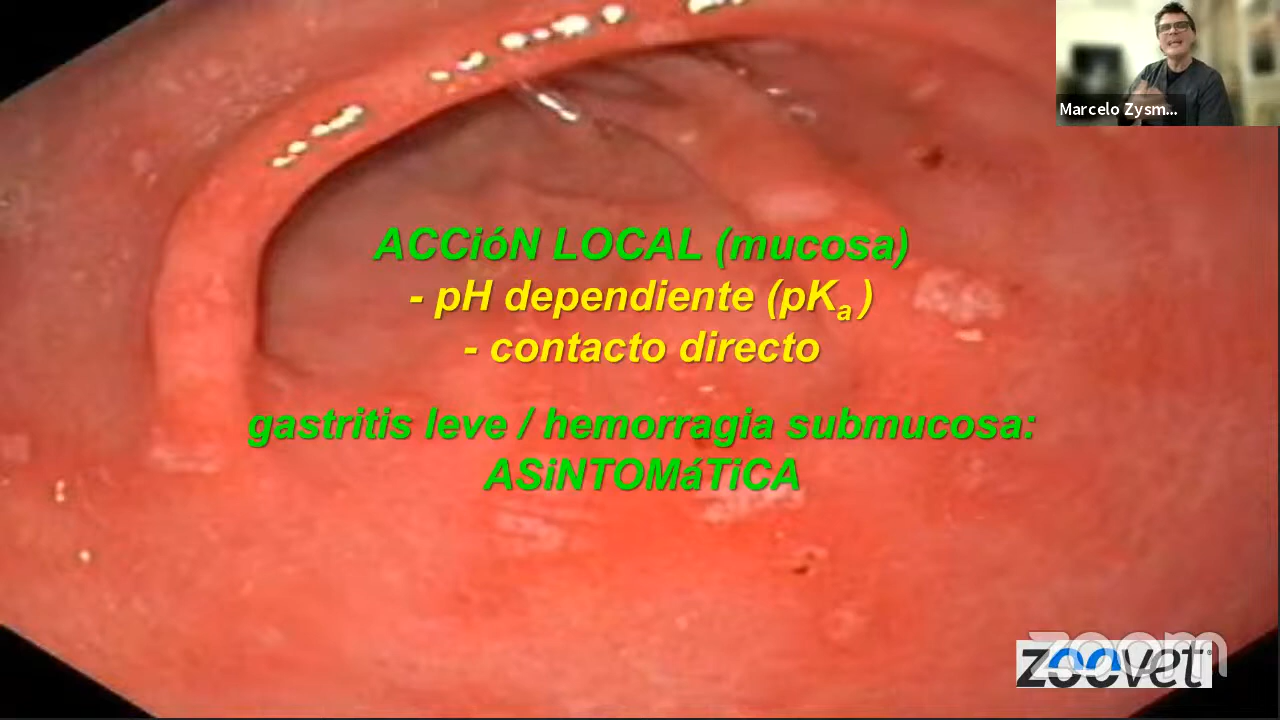 Marcelo Zysm...
ACCióN LOCAL (mucosa)
- pH dependiente (pKa)
- contacto directo
gastritis leve / hemorragia submucosa:
ASiNTOMáTiCA
zoom
zoovet